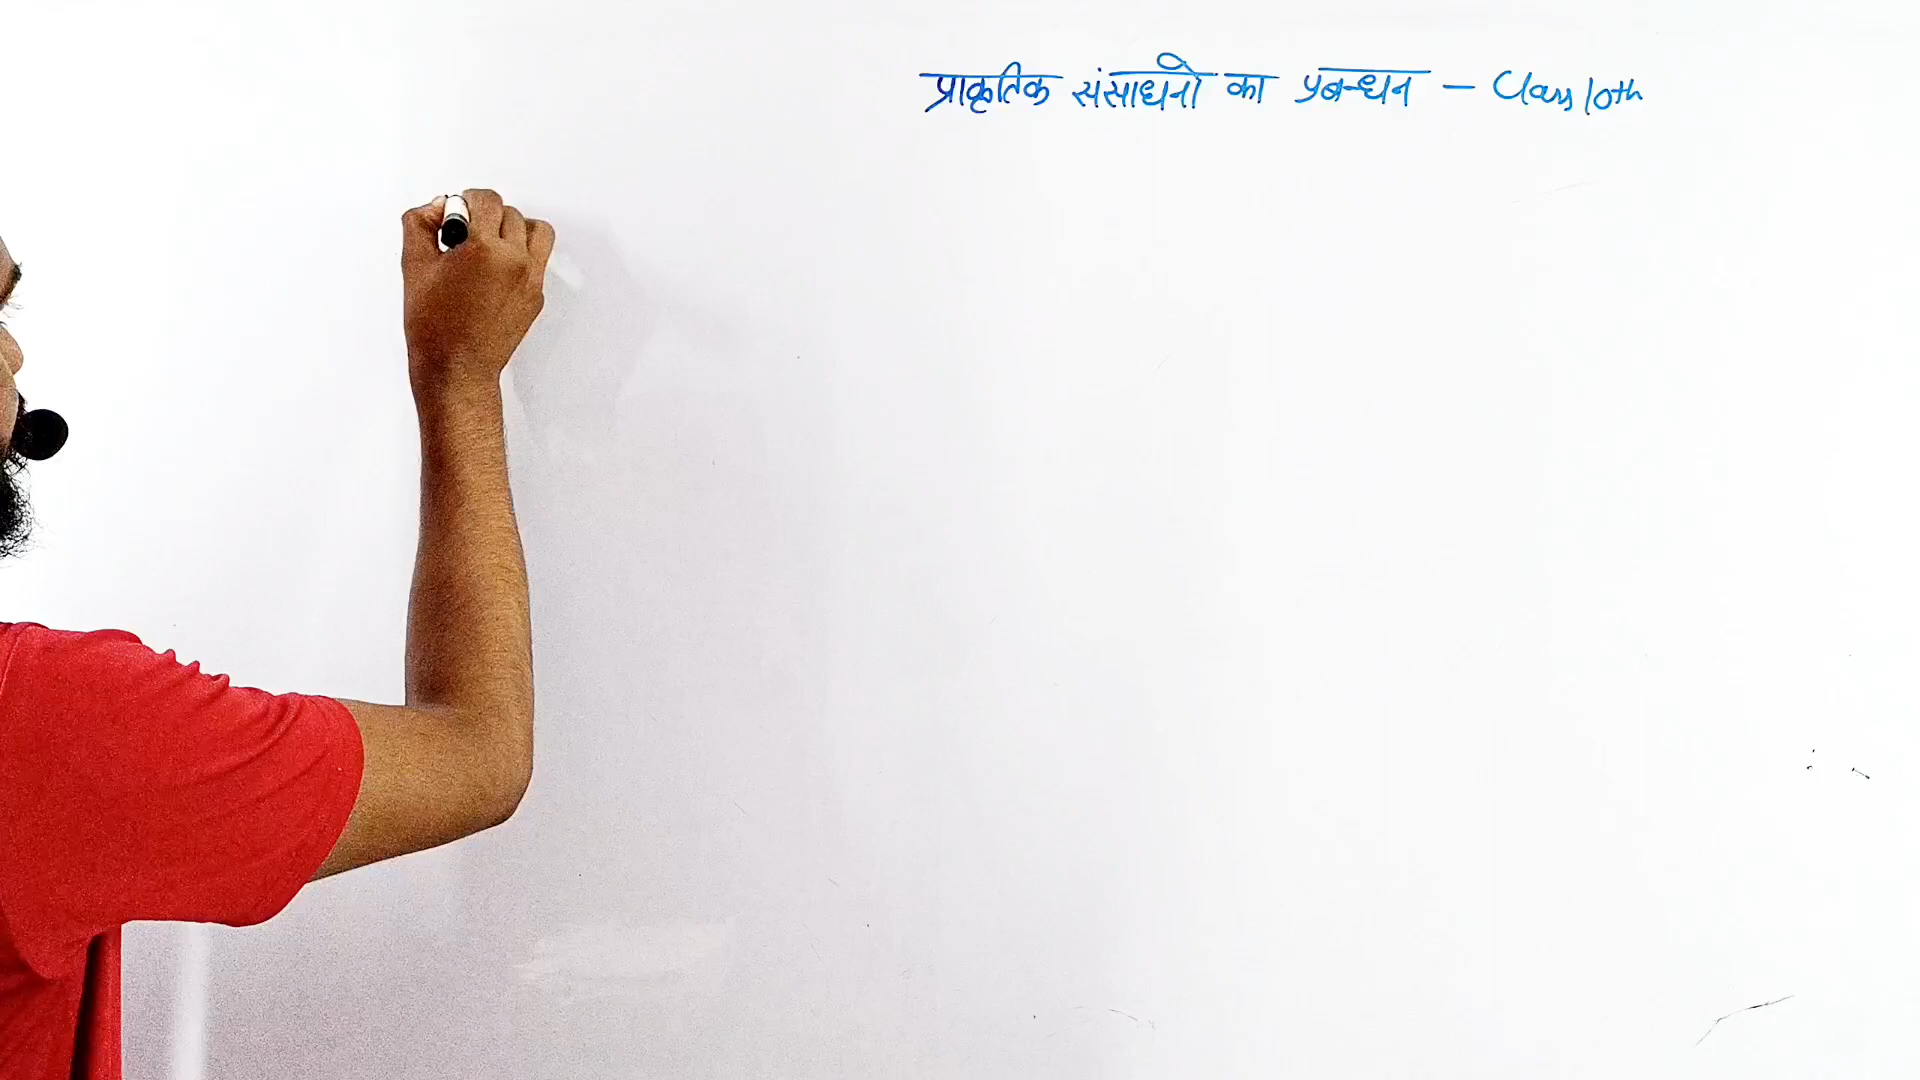 प्राकृतिक संसाधनो का प्रबन्धन - Class 10th